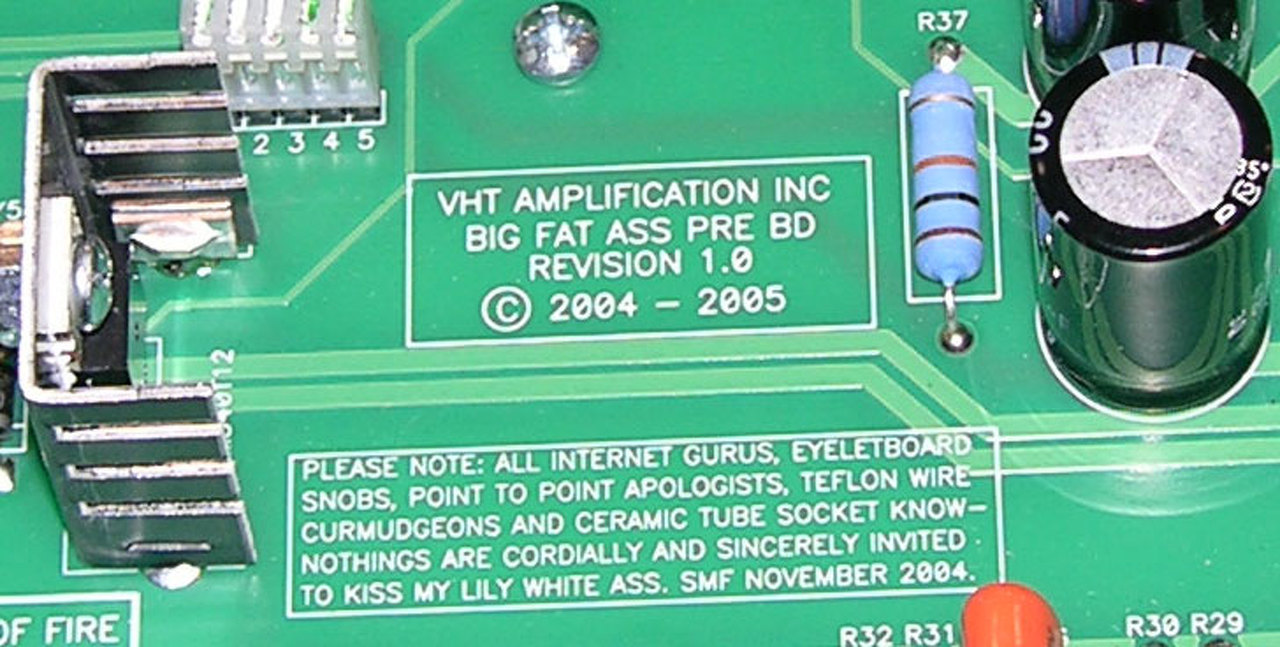 R37
2 3 4 5
VHT AMPLIFICATION INC
BIG FAT ASS PRE BD
REVISION 1.0
© 2004 - 2005
85°
PLEASE NOTE: ALL INTERNET GURUS, EYELETBOARD
SNOBS, POINT TO POINT APOLOGISTS, TEFLON WIRE
CURMUDGEONS AND CERAMIC TUBE SOCKET KNOW-
NOTHINGS ARE CORDIALLY AND SINCERELY INVITED
TO KISS MY LILY WHITE ASS. SMF NOVEMBER 2004.
OF FIRE
R32 R31
R30 R29